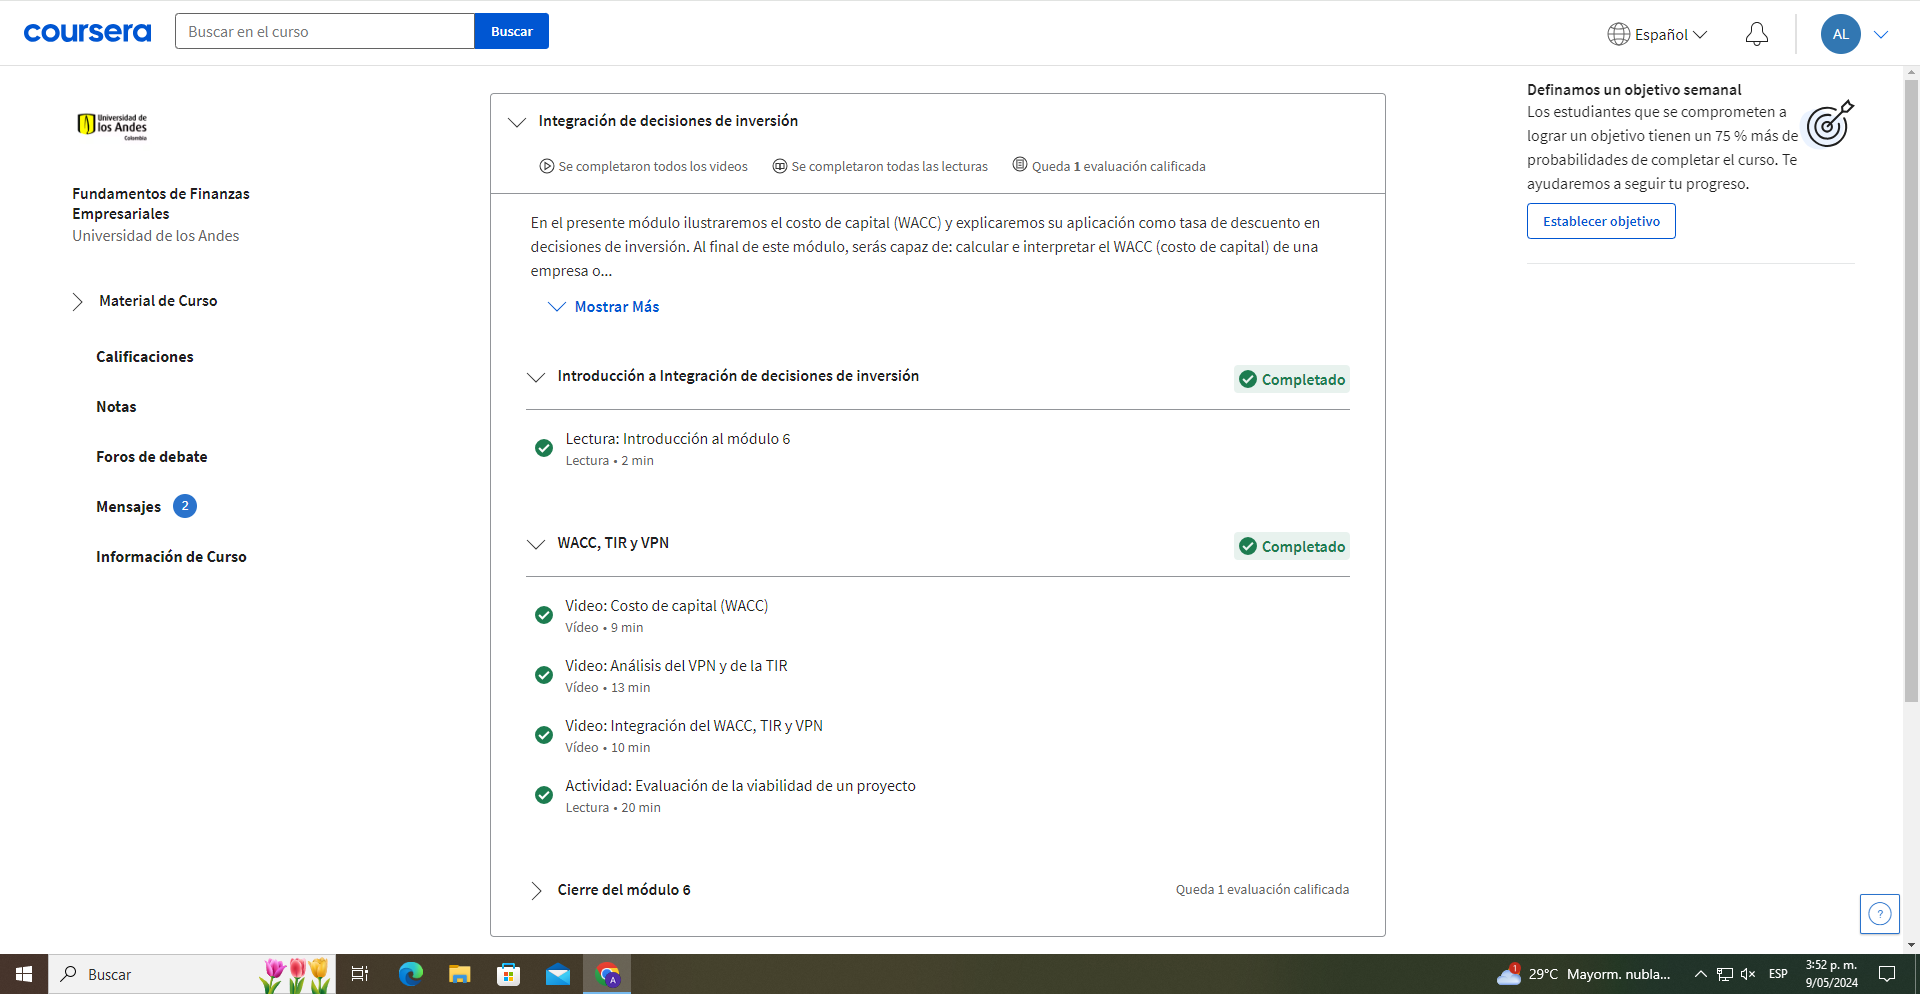 coursera
Buscar en el curso
Buscar
Español
AL
Universidad de
los Andes
Colombia
Fundamentos de Finanzas
Empresariales
Universidad de los Andes
Material de Curso
Calificaciones
Notas
Foros de debate
Mensajes 2
Información de Curso
Integración de decisiones de inversión
Se completaron todos los videos
Se completaron todas las lecturas
Queda 1 evaluación calificada
En el presente módulo ilustraremos el costo de capital (WACC) y explicaremos su aplicación como tasa de descuento en
decisiones de inversión. Al final de este módulo, serás capaz de: calcular e interpretar el WACC (costo de capital) de una
empresa o...
Mostrar Más
Introducción a Integración de decisiones de inversión
Completado
Lectura: Introducción al módulo 6
Lectura • 2 min
WACC, TIR y VPN
Completado
Video: Costo de capital (WACC)
Vídeo • 9 min
Video: Análisis del VPN y de la TIR
Vídeo • 13 min
Video: Integración del WACC, TIR y VPN
Vídeo • 10 min
Actividad: Evaluación de la viabilidad de un proyecto
Lectura • 20 min
Cierre del módulo 6
Queda 1 evaluación calificada
Definamos un objetivo semanal
Los estudiantes que se comprometen a
lograr un objetivo tienen un 75 % más de
probabilidades de completar el curso. Te
ayudaremos a seguir tu progreso.
Establecer objetivo
?
Buscar
A
1
29°C Mayorm. nubla...
ESP
3:52 p. m.
9/05/2024